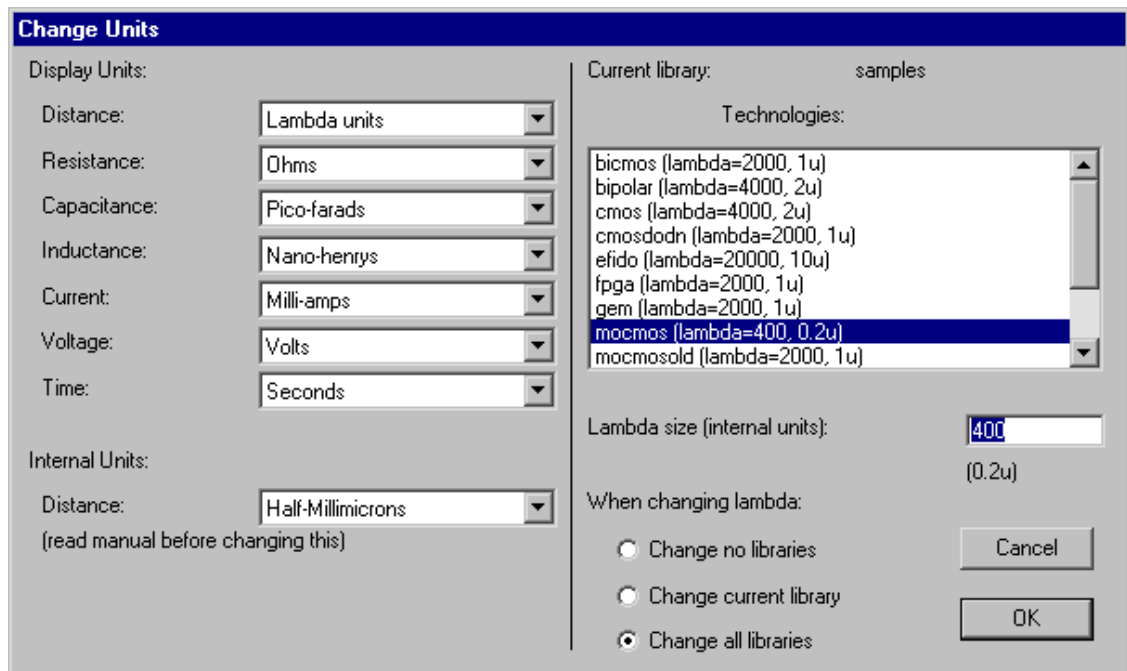 Change Units
Display Units:
Distance: Lambda units
Resistance: Ohms
Capacitance: Pico-farads
Inductance: Nano-henrys
Current: Milli-amps
Voltage: Volts
Time: Seconds
Internal Units:
Distance: Half-Millimicrons
(read manual before changing this)
Current library: samples
Technologies:
bicmos (lambda=2000, 1u)
bipolar (lambda=4000, 2u)
cmos (lambda=4000, 2u)
cmosdodn (lambda=2000, 1u)
efido (lambda=20000, 10u)
fpga (lambda=2000, 1u)
gem (lambda=2000, 1u)
mocmos (lambda=400, 0.2u)
mocmosold (lambda=2000, 1u)
Lambda size (internal units): 400
(0.2u)
When changing lambda:
Change no libraries
Change current library
Change all libraries
Cancel
OK